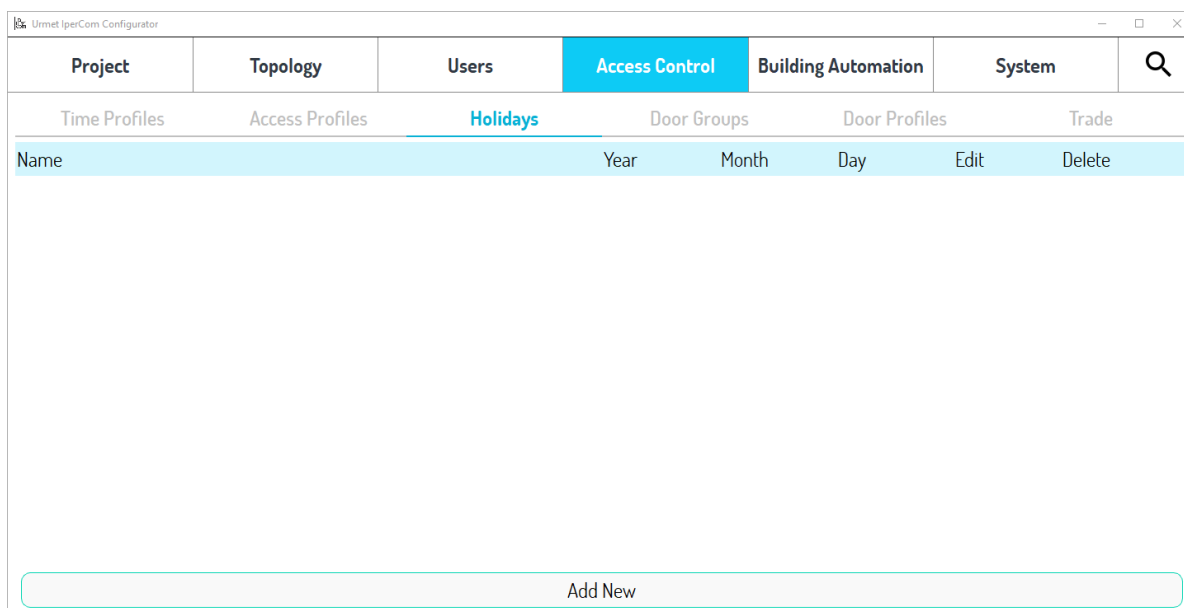 Urmet IperCom Configurator
Project Topology Users Access Control Building Automation System
Time Profiles Access Profiles Holidays Door Groups Door Profiles Trade
Name Year Month Day Edit Delete
Add New